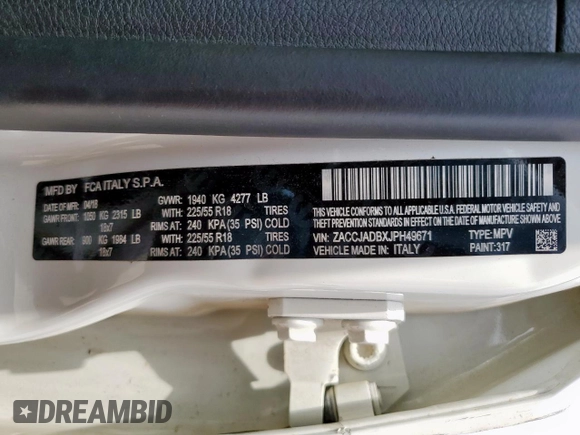 MFD BY FCA ITALY S.P.A.
DATE OF MFR 04/18 GVWR: 1940 KG 4277 LB
GAWR FRONT: 1050 KG 2315 LB WITH: 225/55 R18 TIRES
18x7 RIMS AT: 240 KPA (35 PSI) COLD
GAWR REAR: 900 KG 1984 LB WITH: 225/55 R18 TIRES
18x7 RIMS AT: 240 KPA (35 PSI) COLD
THIS VEHICLE CONFORMS TO ALL APPLICABLE U.S.A. FEDERAL MOTOR VEHICLE
SAFETY, BUMPER, AND THEFT PREVENTION STANDARDS IN EFFECT
ON THE DATE OF MANUFACTURE SHOWN ABOVE.
VIN: ZACCJADBXJPH49671 TYPE: MPV
VEHICLE MADE IN: ITALY PAINT: 317
DREAMBID